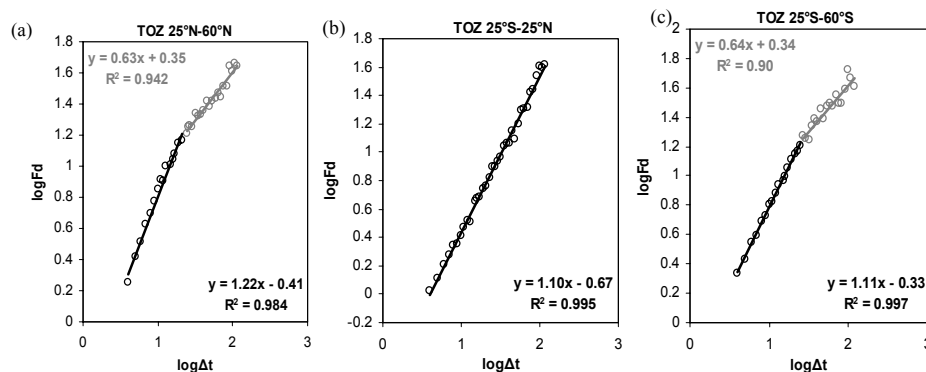 (a)
TOZ 25°N-60°N
y = 0.63x + 0.35
R² = 0.942
y = 1.22x - 0.41
R² = 0.984
logFd
1.8
1.6
1.4
1.2
1
0.8
0.6
0.4
0.2
0
0 1 2 3
logΔt
(b)
TOZ 25°S-25°N
y = 1.10x - 0.67
R² = 0.995
logFd
1.8
1.6
1.4
1.2
1
0.8
0.6
0.4
0.2
0
-0.2
0 1 2 3
logΔt
(c)
TOZ 25°S-60°S
y = 0.64x + 0.34
R² = 0.90
y = 1.11x - 0.33
R² = 0.997
logFd
2
1.8
1.6
1.4
1.2
1
0.8
0.6
0.4
0.2
0
0 1 2 3
logΔt